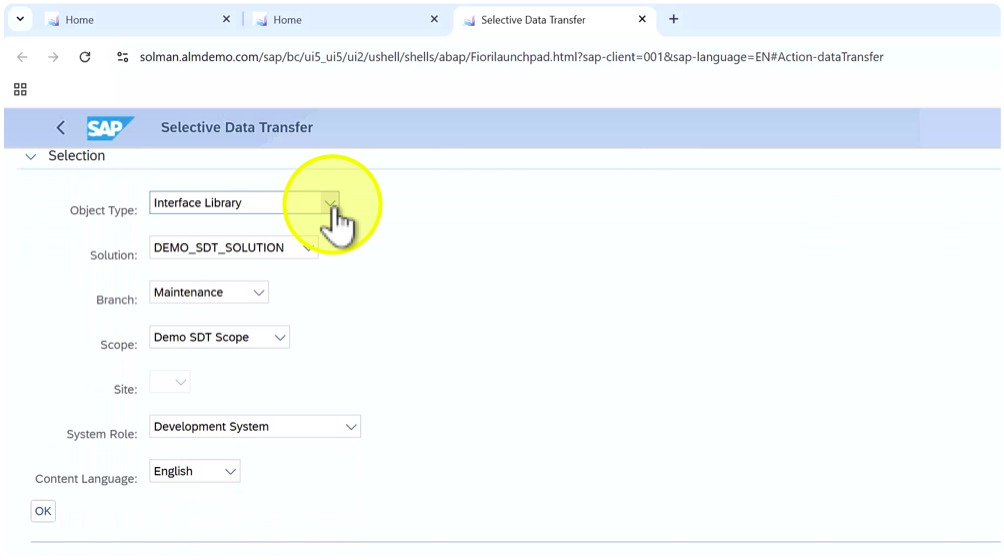 Home
Home
Selective Data Transfer
solman.almdemo.com/sap/bc/ui5_ui5/ui2/ushell/shells/abap/Fiorilaunchpad.html?sap-client=001&sap-language=EN#Action-dataTransfer
SAP Selective Data Transfer
Selection
Object Type: Interface Library
Solution: DEMO_SDT_SOLUTION
Branch: Maintenance
Scope: Demo SDT Scope
Site:
System Role: Development System
Content Language: English
OK